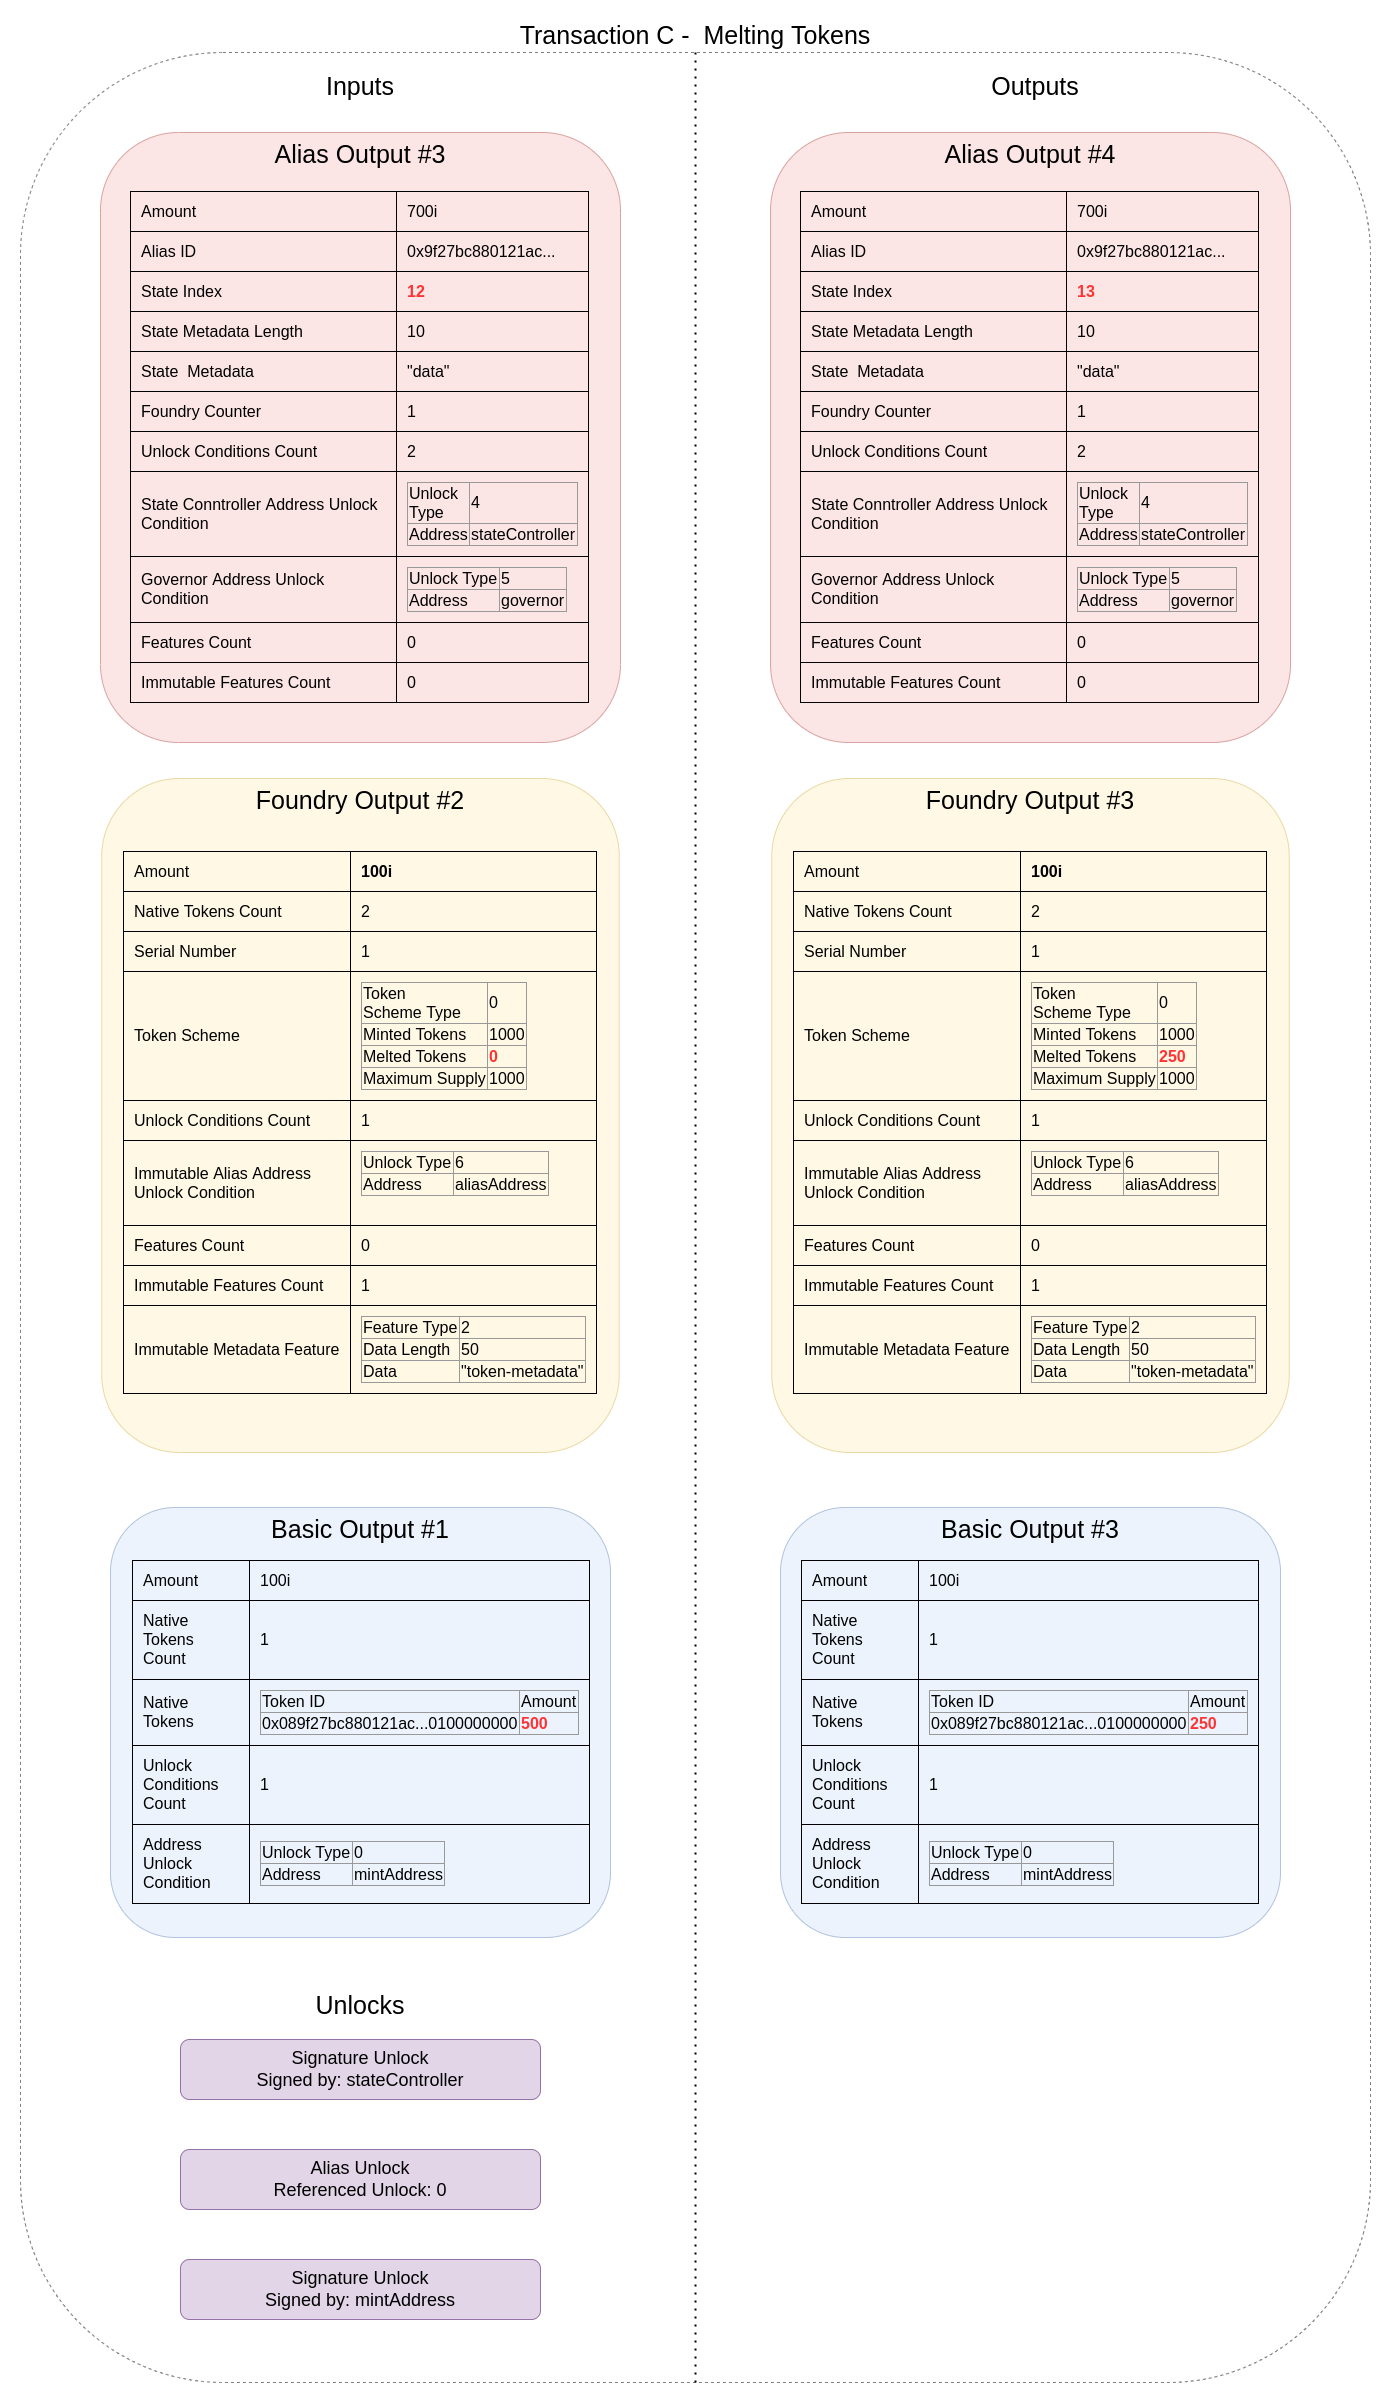 Transaction C -  Melting Tokens
Inputs
Alias Output #3
Amount 700i
Alias ID 0x9f27bc880121ac...
State Index 12
State Metadata Length 10
State  Metadata "data"
Foundry Counter 1
Unlock Conditions Count 2
State Conntroller Address Unlock
Condition
Unlock
Type 4
Address stateController
Governor Address Unlock
Condition
Unlock Type 5
Address governor
Features Count 0
Immutable Features Count 0
Foundry Output #2
Amount 100i
Native Tokens Count 2
Serial Number 1
Token Scheme
Token
Scheme Type 0
Minted Tokens 1000
Melted Tokens 0
Maximum Supply 1000
Unlock Conditions Count 1
Immutable Alias Address
Unlock Condition
Unlock Type 6
Address aliasAddress
Features Count 0
Immutable Features Count 1
Immutable Metadata Feature
Feature Type 2
Data Length 50
Data "token-metadata"
Basic Output #1
Amount 100i
Native
Tokens
Count
1
Native
Tokens
Token ID Amount
0x089f27bc880121ac...0100000000 500
Unlock
Conditions
Count
1
Address
Unlock
Condition
Unlock Type 0
Address mintAddress
Unlocks
Signature Unlock
Signed by: stateController
Alias Unlock
Referenced Unlock: 0
Signature Unlock
Signed by: mintAddress
Outputs
Alias Output #4
Amount 700i
Alias ID 0x9f27bc880121ac...
State Index 13
State Metadata Length 10
State  Metadata "data"
Foundry Counter 1
Unlock Conditions Count 2
State Conntroller Address Unlock
Condition
Unlock
Type 4
Address stateController
Governor Address Unlock
Condition
Unlock Type 5
Address governor
Features Count 0
Immutable Features Count 0
Foundry Output #3
Amount 100i
Native Tokens Count 2
Serial Number 1
Token Scheme
Token
Scheme Type 0
Minted Tokens 1000
Melted Tokens 250
Maximum Supply 1000
Unlock Conditions Count 1
Immutable Alias Address
Unlock Condition
Unlock Type 6
Address aliasAddress
Features Count 0
Immutable Features Count 1
Immutable Metadata Feature
Feature Type 2
Data Length 50
Data "token-metadata"
Basic Output #3
Amount 100i
Native
Tokens
Count
1
Native
Tokens
Token ID Amount
0x089f27bc880121ac...0100000000 250
Unlock
Conditions
Count
1
Address
Unlock
Condition
Unlock Type 0
Address mintAddress